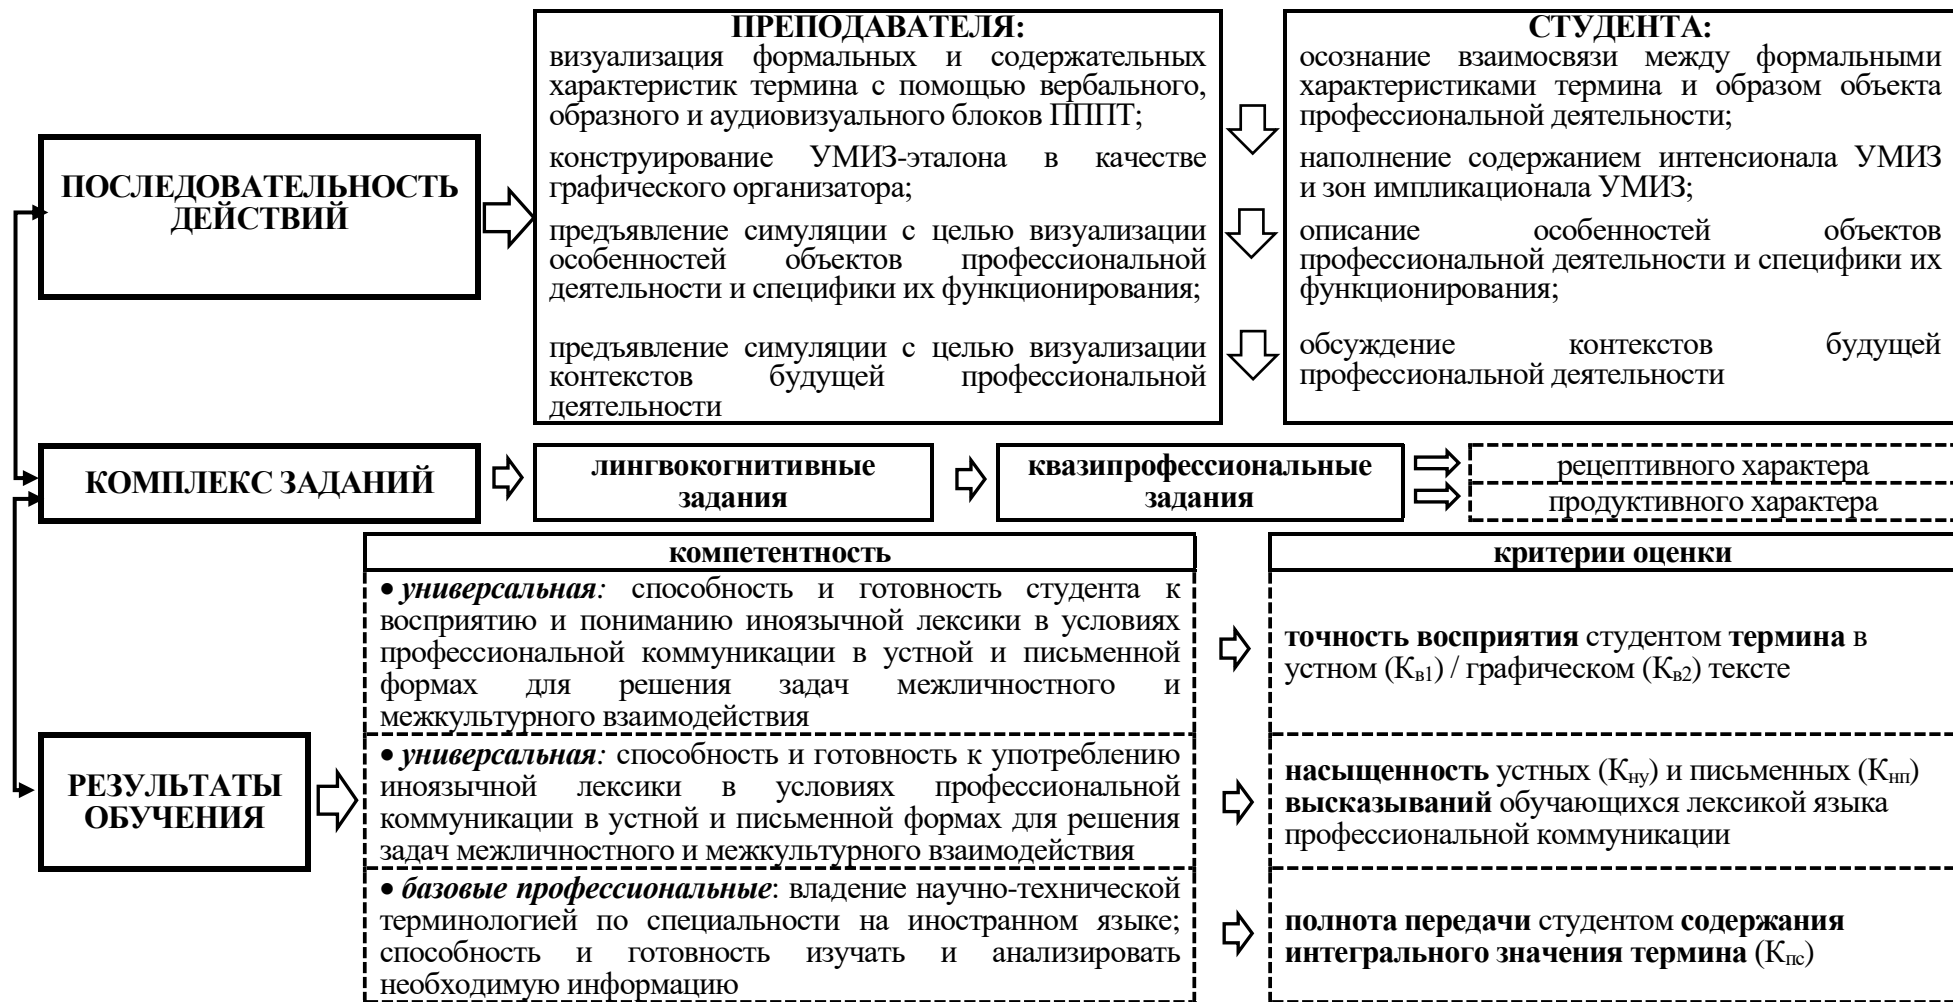 ПРЕПОДАВАТЕЛЯ:
визуализация формальных и содержательных
характеристик термина с помощью вербального,
образного и аудиовизуального блоков ПППТ;
конструирование УМИЗ-эталона в качестве
графического организатора;
предъявление симуляции с целью визуализации
особенностей объектов профессиональной
деятельности и специфики их функционирования;
предъявление симуляции с целью визуализации
контекстов будущей профессиональной
деятельности
СТУДЕНТА:
осознание взаимосвязи между формальными
характеристиками термина и образом объекта
профессиональной деятельности;
наполнение содержанием интенсионала УМИЗ
и зон импликационала УМИЗ;
описание особенностей объектов
профессиональной деятельности и специфики их
функционирования;
обсуждение контекстов будущей
профессиональной деятельности
ПОСЛЕДОВАТЕЛЬНОСТЬ
ДЕЙСТВИЙ
КОМПЛЕКС ЗАДАНИЙ
лингвокогнитивные
задания
квазипрофессиональные
задания
рецептивного характера
продуктивного характера
РЕЗУЛЬТАТЫ
ОБУЧЕНИЯ
компетентность
критерии оценки
• универсальная: способность и готовность студента к
восприятию и пониманию иноязычной лексики в условиях
профессиональной коммуникации в устной и письменной
формах для решения задач межличностного и
межкультурного взаимодействия
точность восприятия студентом термина в
устном (Кв1) / графическом (Кв2) тексте
• универсальная: способность и готовность к употреблению
иноязычной лексики в условиях профессиональной
коммуникации в устной и письменной формах для решения
задач межличностного и межкультурного взаимодействия
насыщенность устных (Кну) и письменных (Кнп)
высказываний обучающихся лексикой языка
профессиональной коммуникации
• базовые профессиональные: владение научно-технической
терминологией по специальности на иностранном языке;
способность и готовность изучать и анализировать
необходимую информацию
полнота передачи студентом содержания
интегрального значения термина (Кпс)